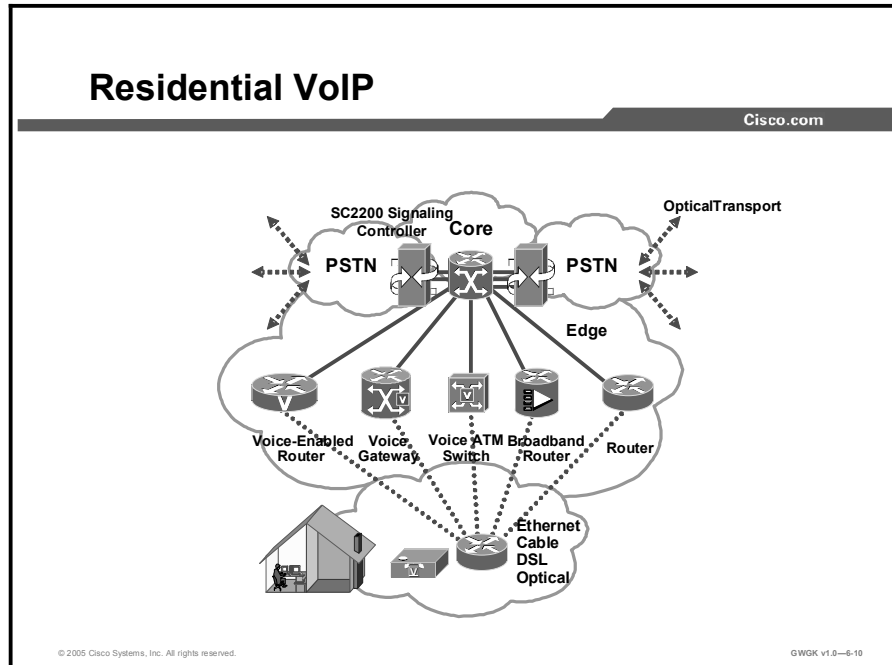 Residential VoIP
Cisco.com
SC2200 Signaling
Controller
Core
OpticalTransport
PSTN
PSTN
Edge
Voice-Enabled
Router
Voice
Gateway
Voice ATM
Switch
Broadband
Router
Router
V
V
V
V
Ethernet
Cable
DSL
Optical
© 2005 Cisco Systems, Inc. All rights reserved.
GWGK v1.0—6-10